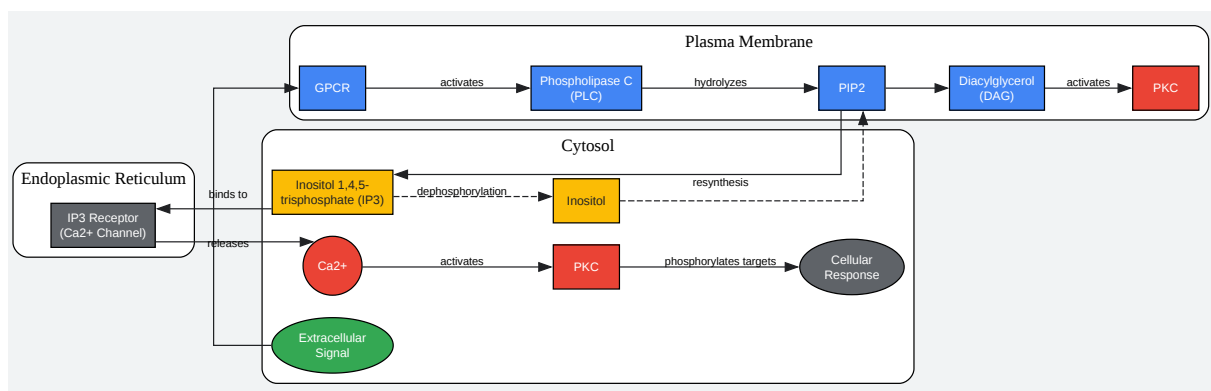 Plasma Membrane
GPCR
activates
Phospholipase C
(PLC)
hydrolyzes
PIP2
Diacylglycerol
(DAG)
activates
PKC
Cytosol
Endoplasmic Reticulum
IP3 Receptor
(Ca2+ Channel)
binds to
releases
Inositol 1,4,5-
trisphosphate (IP3)
dephosphorylation
Inositol
resynthesis
Ca2+
activates
PKC
phosphorylates targets
Cellular
Response
Extracellular
Signal